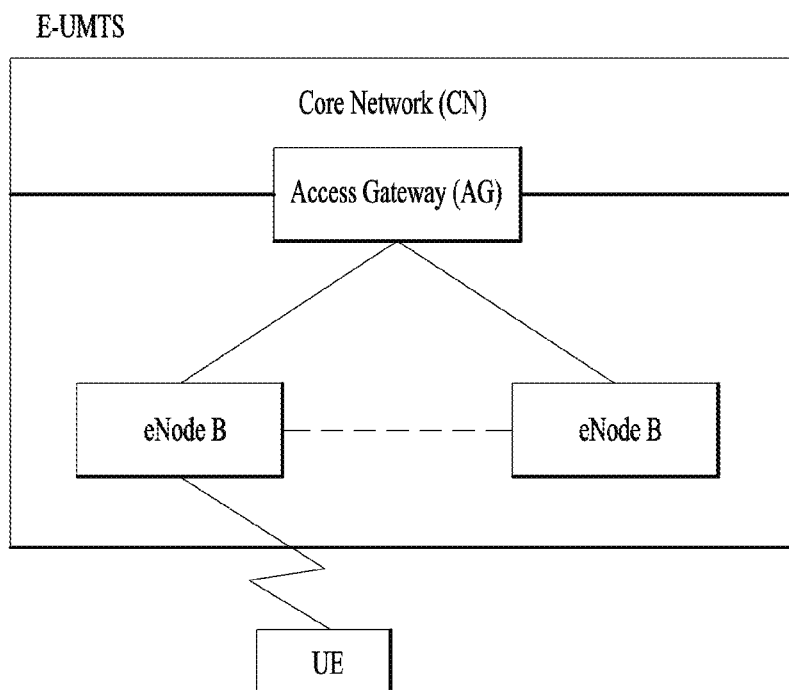 E-UMTS
Core Network (CN)
Access Gateway (AG)
eNode B
eNode B
UE